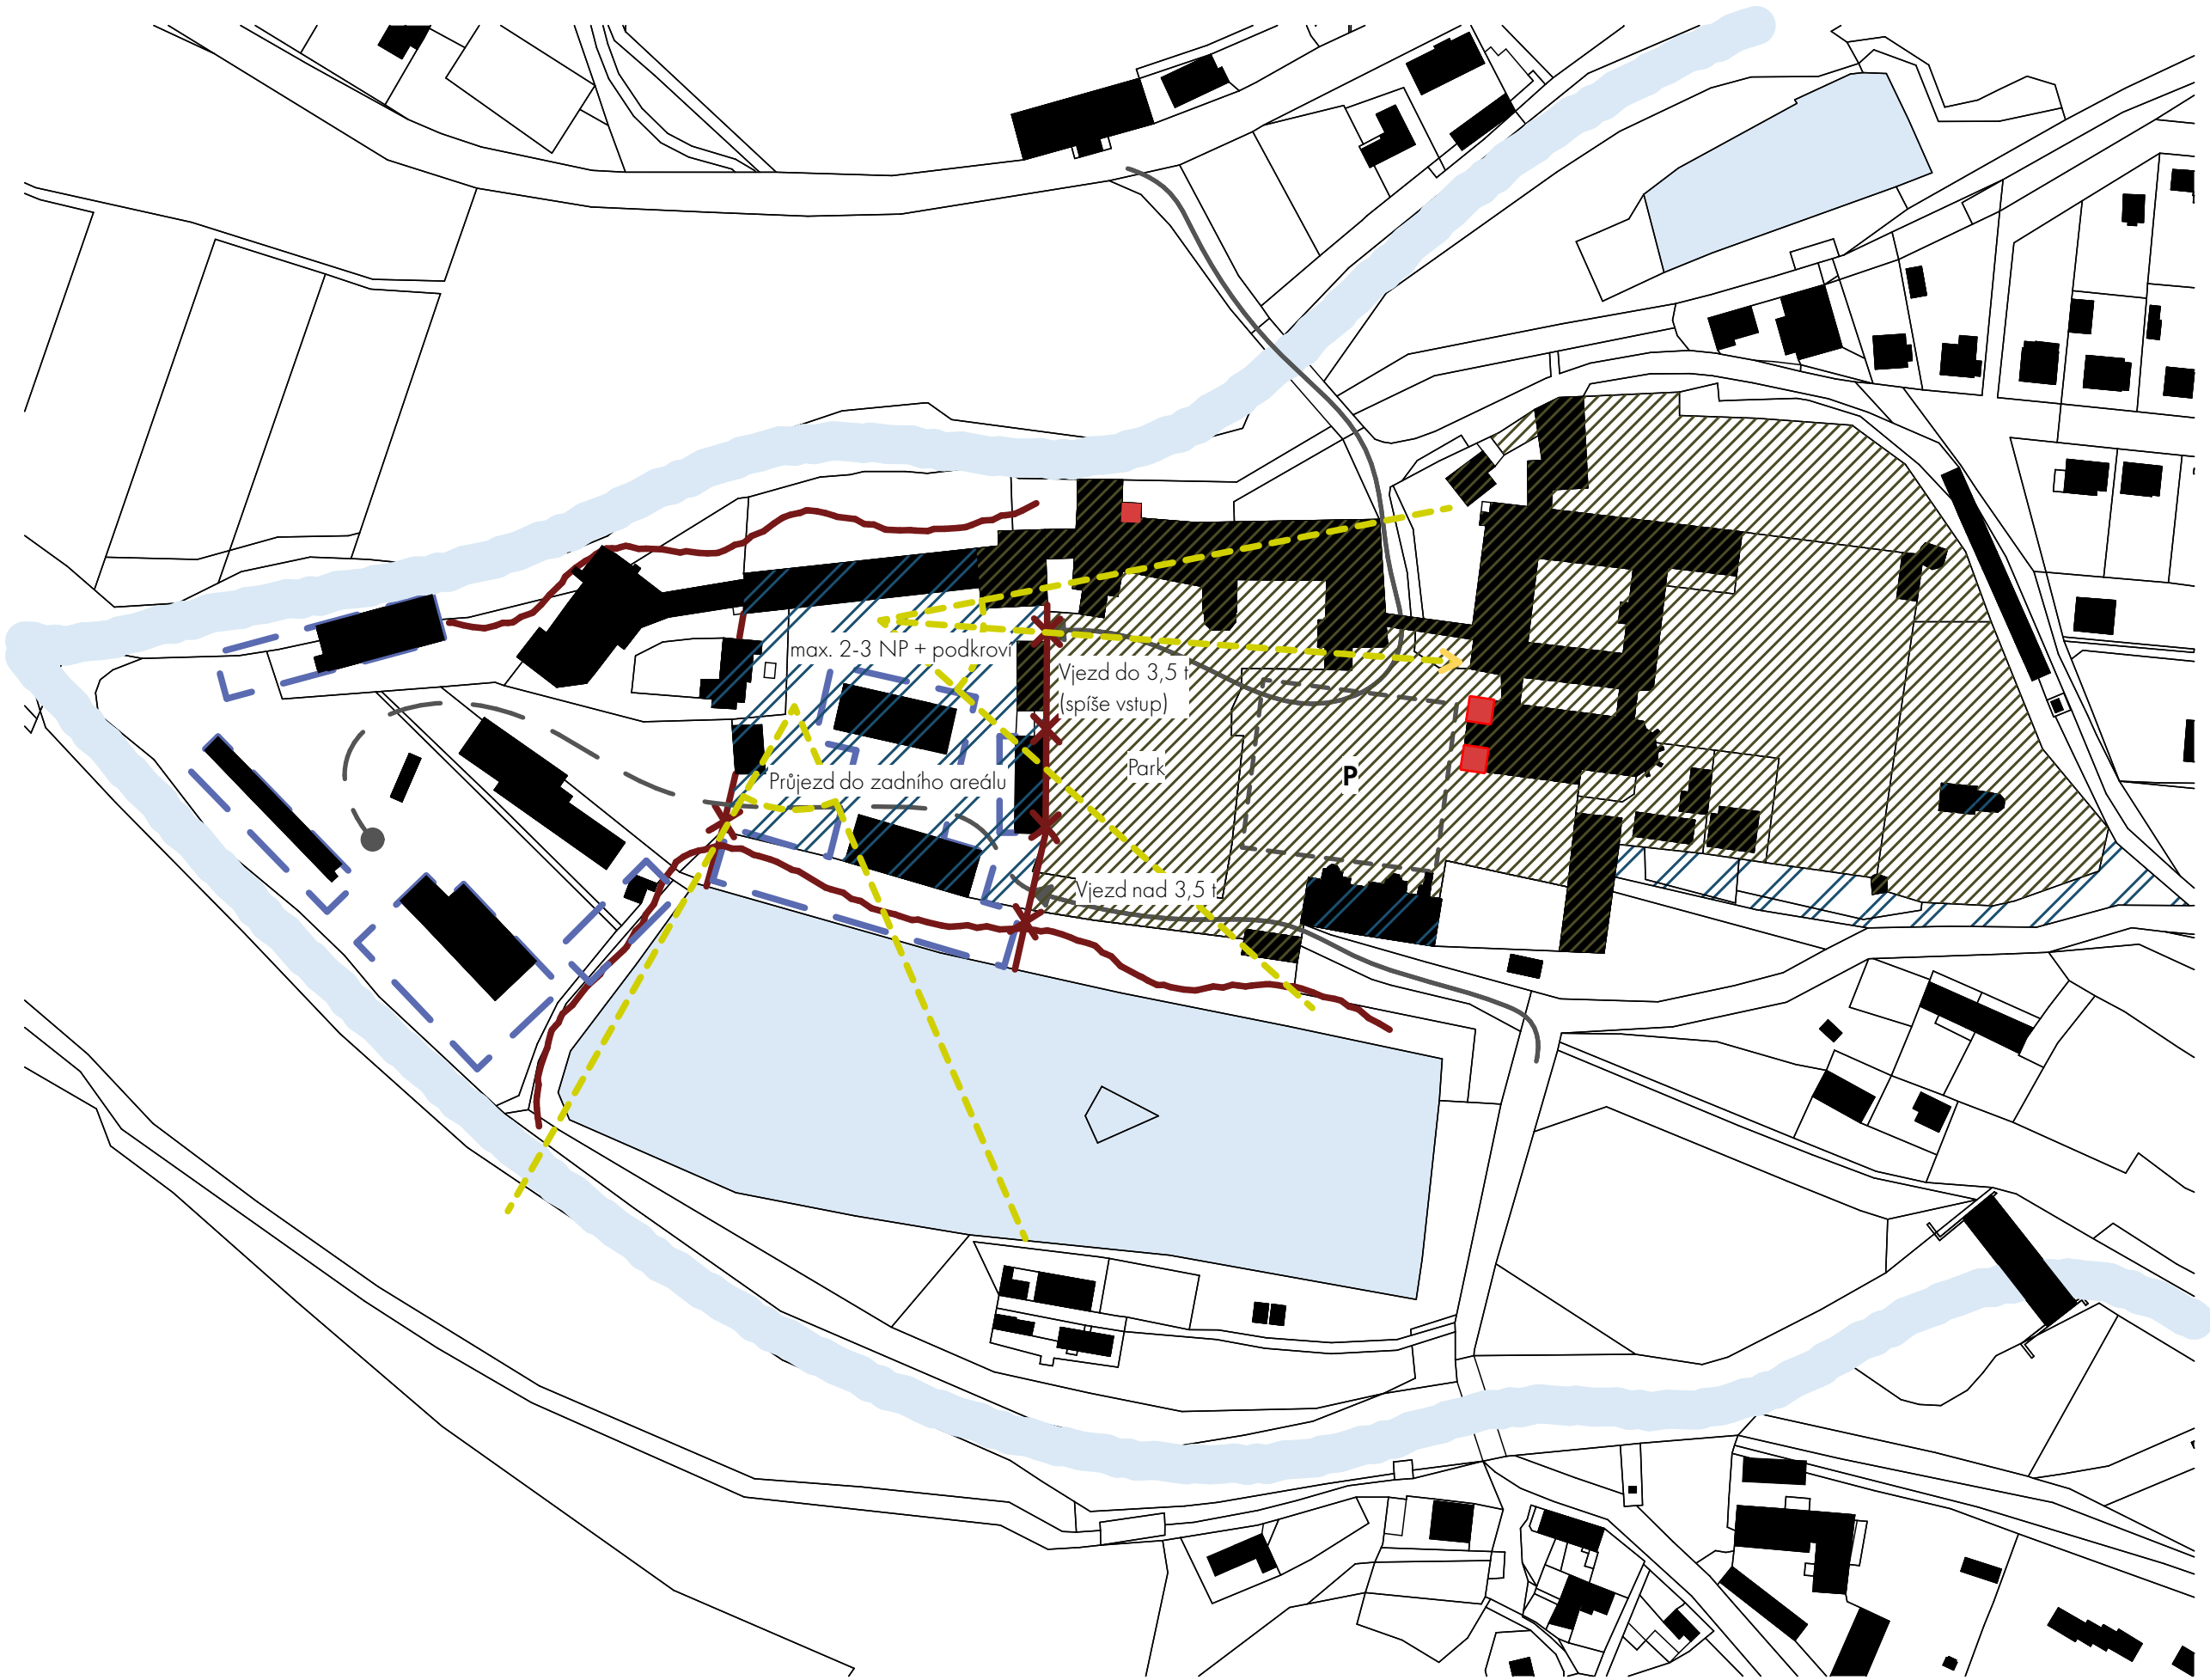 max. 2-3 NP + podkroví
Vjezd do 3,5 t
(spíše vstup)
Průjezd do zadního areálu
Park
P
Vjezd nad 3,5 t